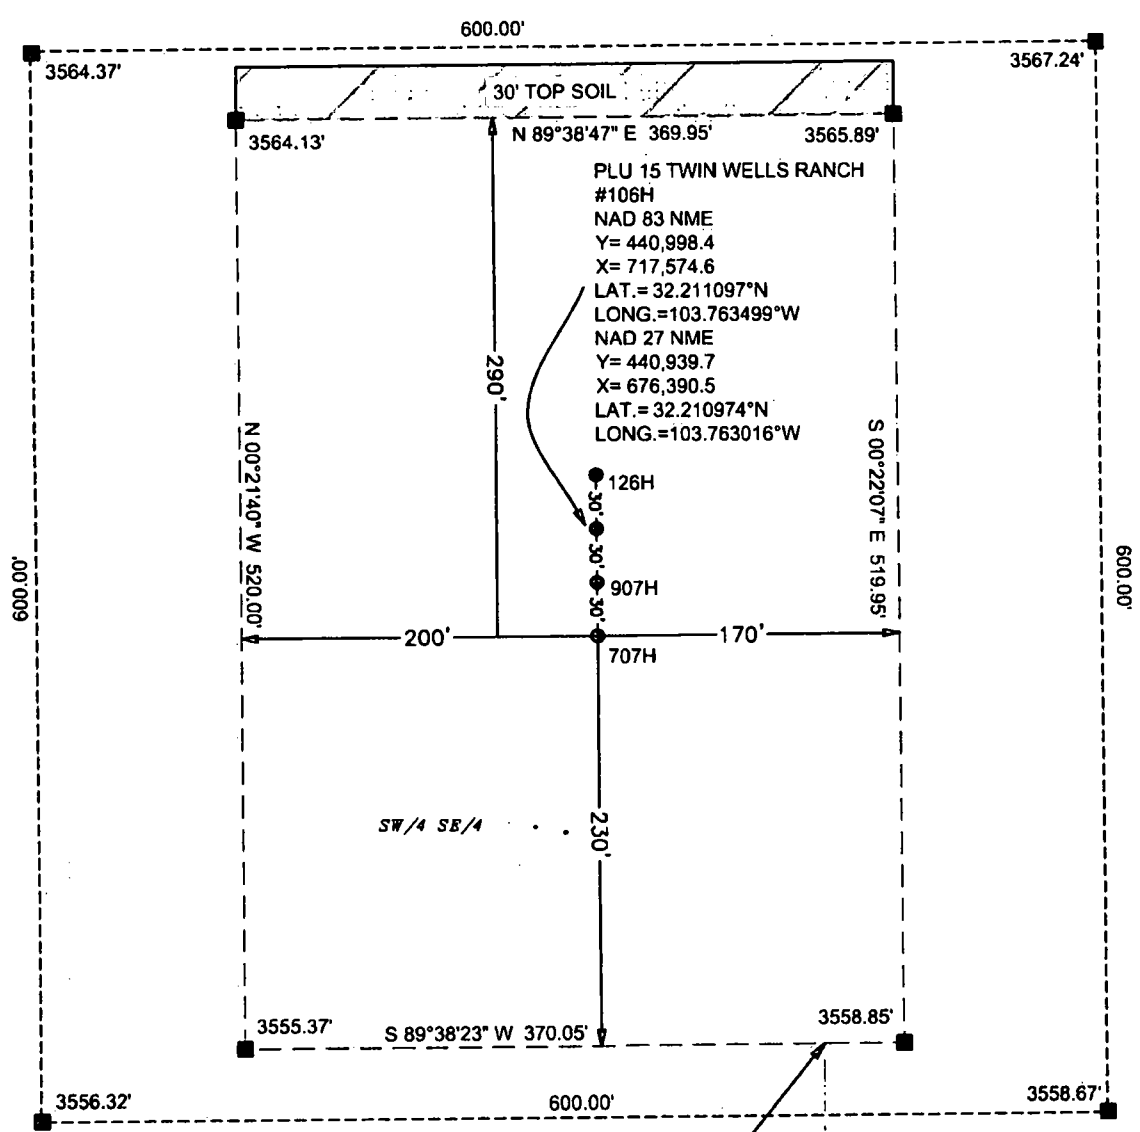 600.00'
3564.37'
3567.24'
30' TOP SOIL
3564.13'
N 89°38'47" E 369.95'
3565.89'
PLU 15 TWIN WELLS RANCH
#106H
NAD 83 NME
Y= 440,998.4
X= 717,574.6
LAT.= 32.211097°N
LONG.=103.763499°W
NAD 27 NME
Y= 440,939.7
X= 676,390.5
LAT.= 32.210974°N
LONG.=103.763016°W
290'
N 00°21'40" W 520.00'
S 00°22'07" E 519.95'
600.00'
600.00'
126H
30'
30'
907H
30'
200'
170'
707H
SW/4 SE/4
230'
3555.37'
S 89°38'23" W 370.05'
3558.85'
3556.32'
600.00'
3558.67'